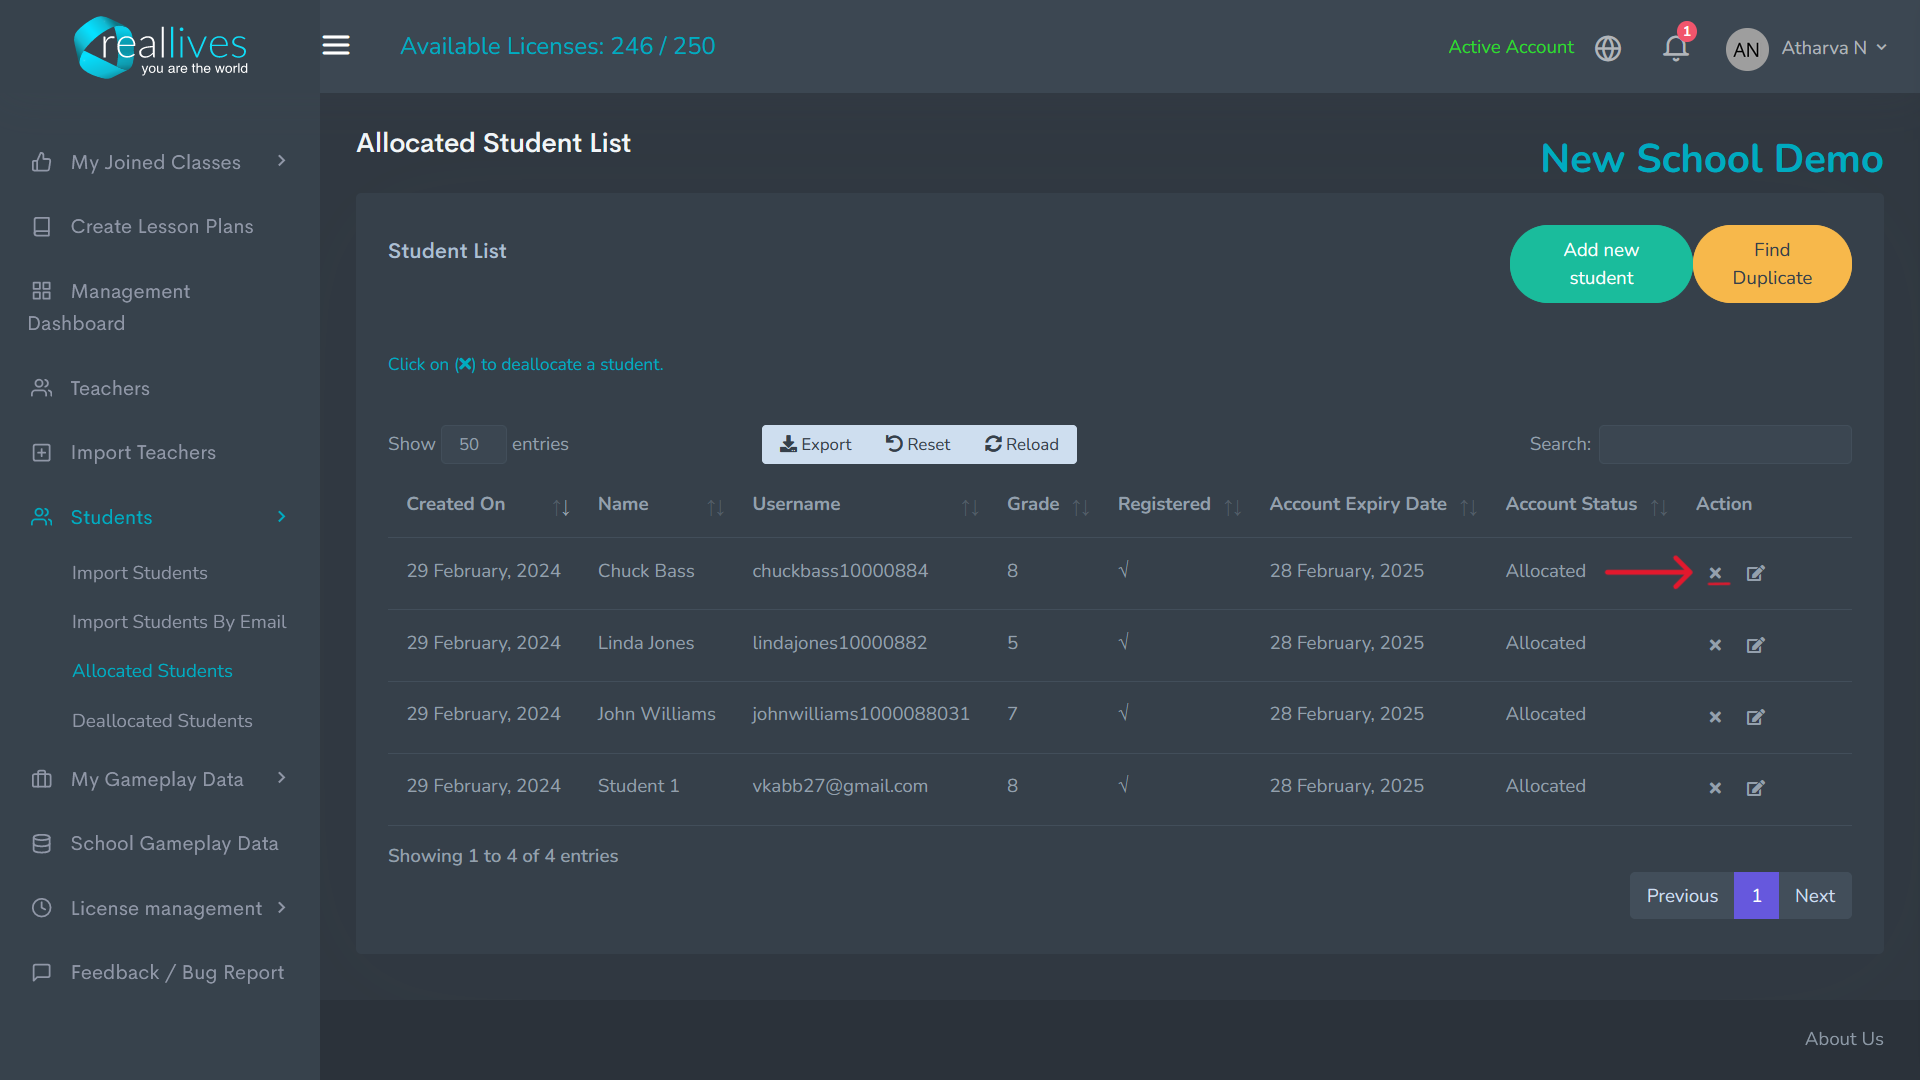 reallives
you are the world
Available Licenses: 246 / 250
Active Account
1
AN
Atharva N
My Joined Classes
Create Lesson Plans
Management
Dashboard
Teachers
Import Teachers
Students
Import Students
Import Students By Email
Allocated Students
Deallocated Students
My Gameplay Data
School Gameplay Data
License management
Feedback / Bug Report
Allocated Student List
New School Demo
Student List
Add new
student
Find
Duplicate
Click on (✖) to deallocate a student.
Show 50 entries
Export Reset Reload
Search:
Created On Name Username Grade Registered Account Expiry Date Account Status Action
29 February, 2024 Chuck Bass chuckbass10000884 8 √ 28 February, 2025 Allocated
29 February, 2024 Linda Jones lindajones10000882 5 √ 28 February, 2025 Allocated
29 February, 2024 John Williams johnwilliams1000088031 7 √ 28 February, 2025 Allocated
29 February, 2024 Student 1 vkabb27@gmail.com 8 √ 28 February, 2025 Allocated
Showing 1 to 4 of 4 entries
Previous 1 Next
About Us